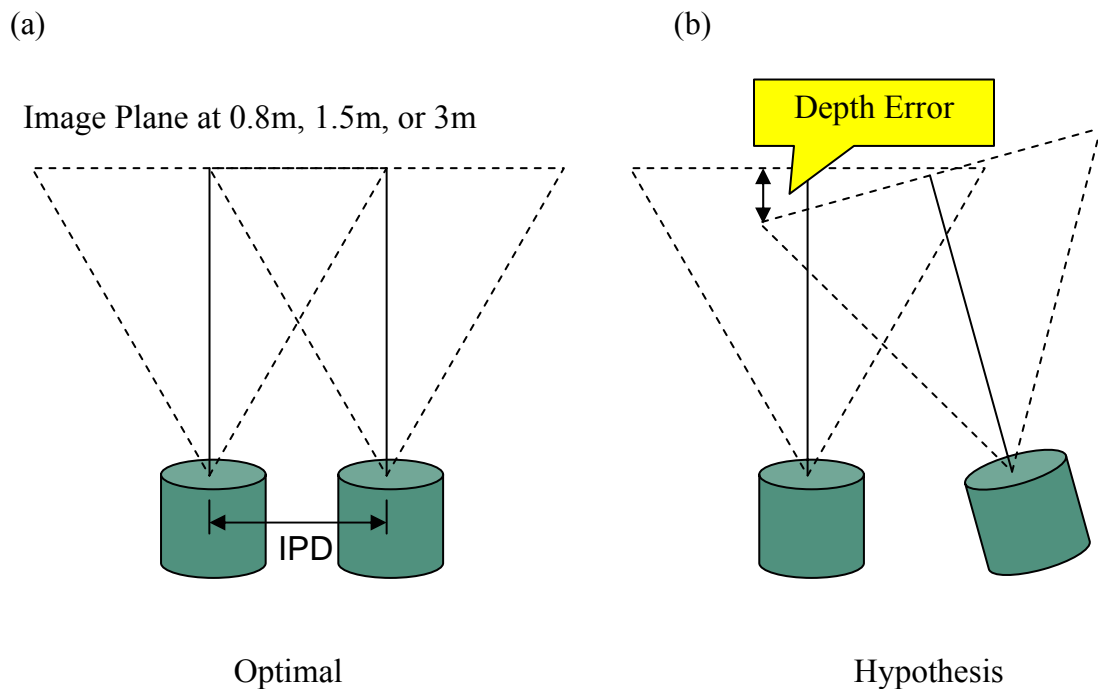 (a)
(b)
Depth Error
Image Plane at 0.8m, 1.5m, or 3m
IPD
Optimal
Hypothesis